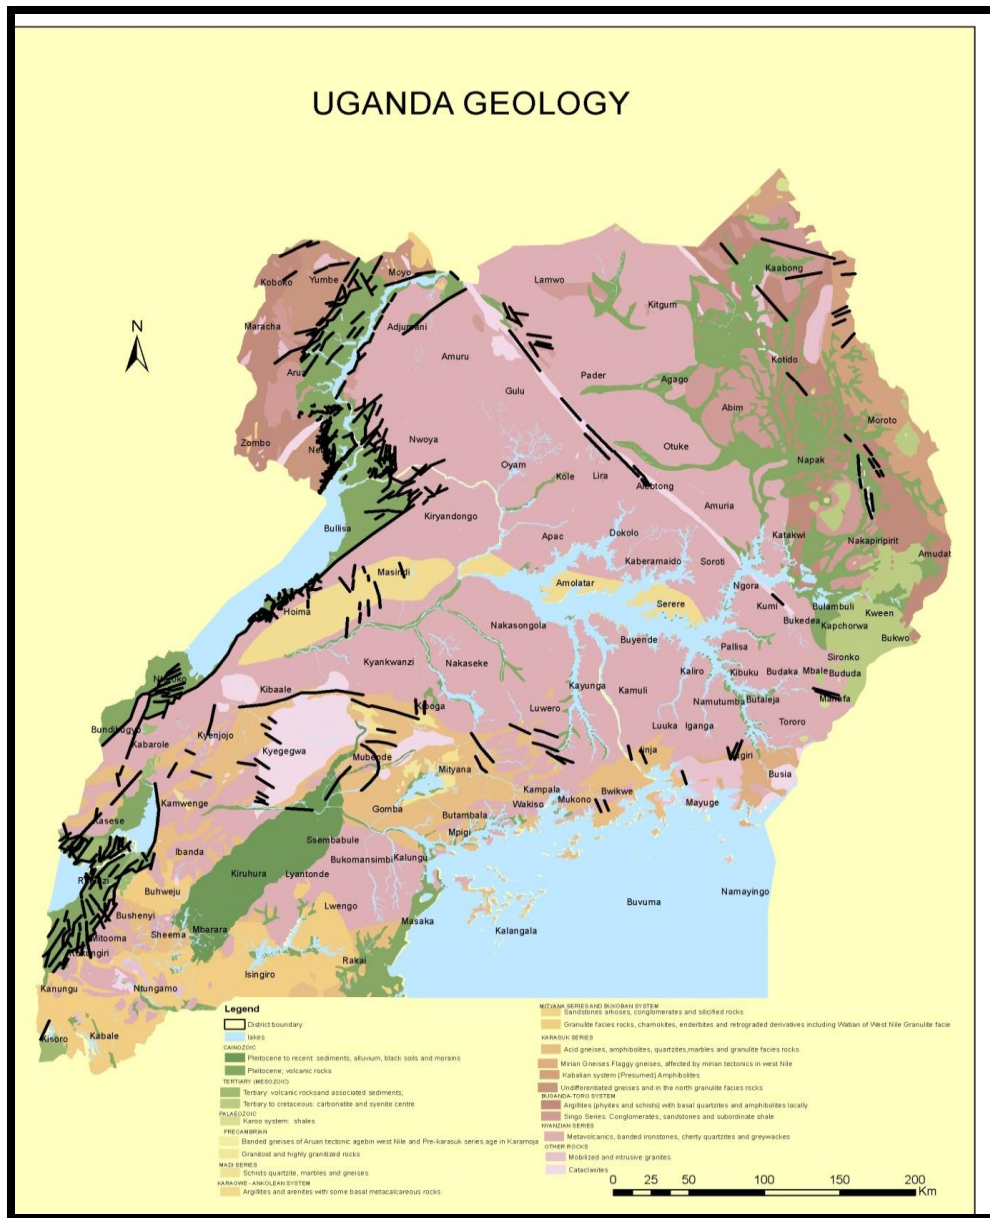 UGANDA GEOLOGY
N
Koboko
Yumbe
Moyo
Lamwo
Kaabong
Kitgum
Maracha
Adjumani
Arua
Amuru
Kotido
Pader
Agago
Gulu
Abim
Moroto
Zombo
Nwoya
Otuke
Napak
Oyam
Kole
Lira
Alebtong
Amuria
Bullisa
Kiryandongo
Katakwi
Apac
Dokolo
Nakapiripirit
Amudat
Kaberamaido
Soroti
Masindi
Amolatar
Ngora
Serere
Kumi
Bulambuli
Kween
Hoima
Bukedea
Kapchorwa
Nakasongola
Buyende
Bukwo
Pallisa
Sironko
Kyankwanzi
Nakaseke
Kaliro
Kibuku
Budaka
Mbale
Bududa
Kibaale
Kayunga
Kamuli
Namutumba
Butaleja
Manafa
Kiboga
Luwero
Bundibugyo
Kyenjojo
Luuka
Iganga
Tororo
Kabarole
Kyegegwa
Mubende
Jinja
Mityana
Busia
Kasese
Kamwenge
Kampala
Bwikwe
Gomba
Wakiso
Mukono
Mayuge
Butambala
Ssembabule
Mpigi
Ibanda
Bukomansimbi
Kalungu
Kiruhura
Lyantonde
Buhweju
Namayingo
Lwengo
Buvuma
Bushenyi
Masaka
Mbarara
Kalangala
Mitooma
Sheema
Rakai
Isingiro
Kanungu
Ntungamo
Kabale
Kisoro
Legend
District boundary
lakes
CAINOZOIC
Pleitocene to recent: sediments, alluvium, black soils and morains
Pleitocene; volcanic rocks
TERTIARY (MESOZOIC)
Tertiary: volcanic rocksand associated sediments;
Tertiary to cretaceous: carbonatite and syenite centre
PALAEOZOIC
Karoo system: shales
PRECAMBRIAN
Banded gneises of Aruan tectonic agebin west Nile and Pre-karasuk series age in Karamoja
Granitoid and highly granitized rocks
MADI SERIES
Schists quartzite, marbles and gneises
KARAGWE - ANKOLEAN SYSTEM
Argillites and arenites with some basal metacalcareous rocks
MITYANA SERIES AND BUKOBAN SYSTEM
Sandstones arkoses, conglomerates and silicified rocks
Granulite facies rocks, charnokites, enderbites and retrograded derivatives including Watian of West Nile Granulite facie
KARASUK SERIES
Acid gneises, amphibolites, quartzites,marbles and granulite facies rocks
Mirian Gneises Flaggy gneises, affected by mirian tectonics in west Nile
Kabalian system (Presumed) Amphibolites
Undifferentiated gneises and in the north granulite facies rocks
BUGANDA-TORO SYSTEM
Argillites (phyites and schists) with basal quartzites and amphibolites locally
Singo Series: Conglomerates, sandstones and subordinate shale
NYANZIAN SERIES
Metavolcanics, banded ironstones, cherty quartzites and greywackes
OTHER ROCKS
Mobilized and intrusive granites
Cataclasites
0 25 50 100 150 200
Km